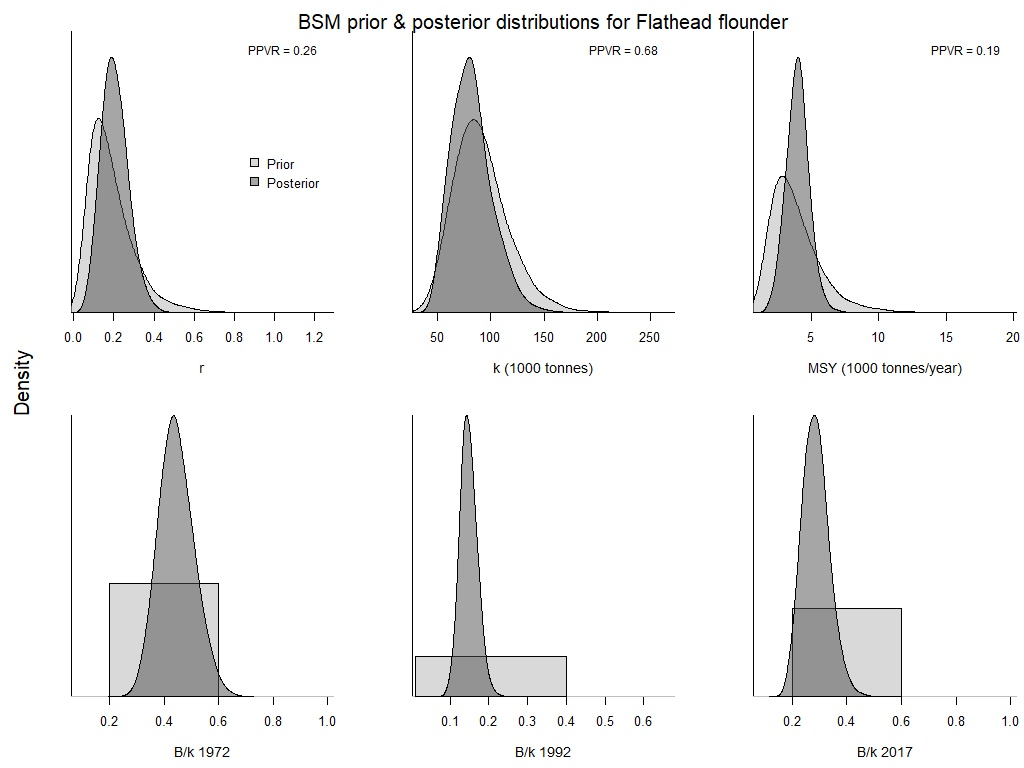 BSM prior & posterior distributions for Flathead flounder
PPVR = 0.26
PPVR = 0.68
PPVR = 0.19
Prior
Posterior
0.0 0.2 0.4 0.6 0.8 1.0 1.2
50 100 150 200 250
5 10 15 20
r
k (1000 tonnes)
MSY (1000 tonnes/year)
Density
0.2 0.4 0.6 0.8 1.0
0.1 0.2 0.3 0.4 0.5 0.6
0.2 0.4 0.6 0.8 1.0
B/k 1972
B/k 1992
B/k 2017